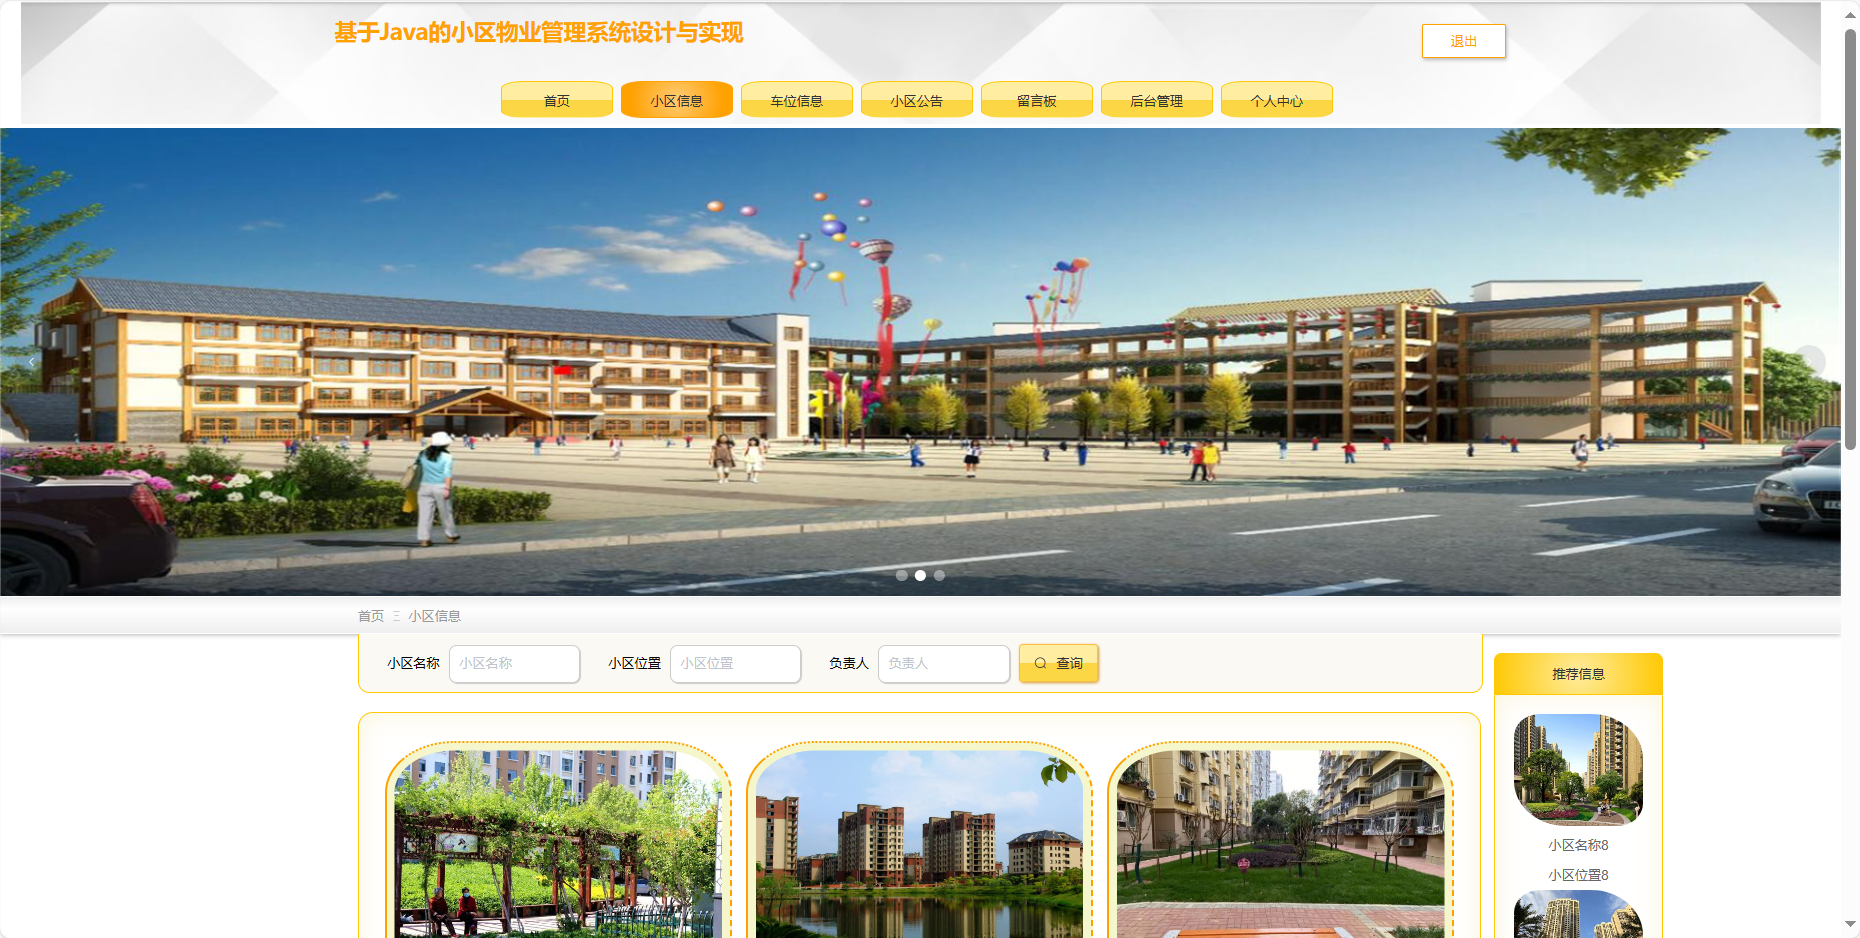 基于Java的小区物业管理系统设计与实现
退出
首页 小区信息 车位信息 小区公告 留言板 后台管理 个人中心
首页 Ξ 小区信息
小区名称 小区名称 小区位置 小区位置 负责人 负责人 查询
推荐信息
小区名称8
小区位置8